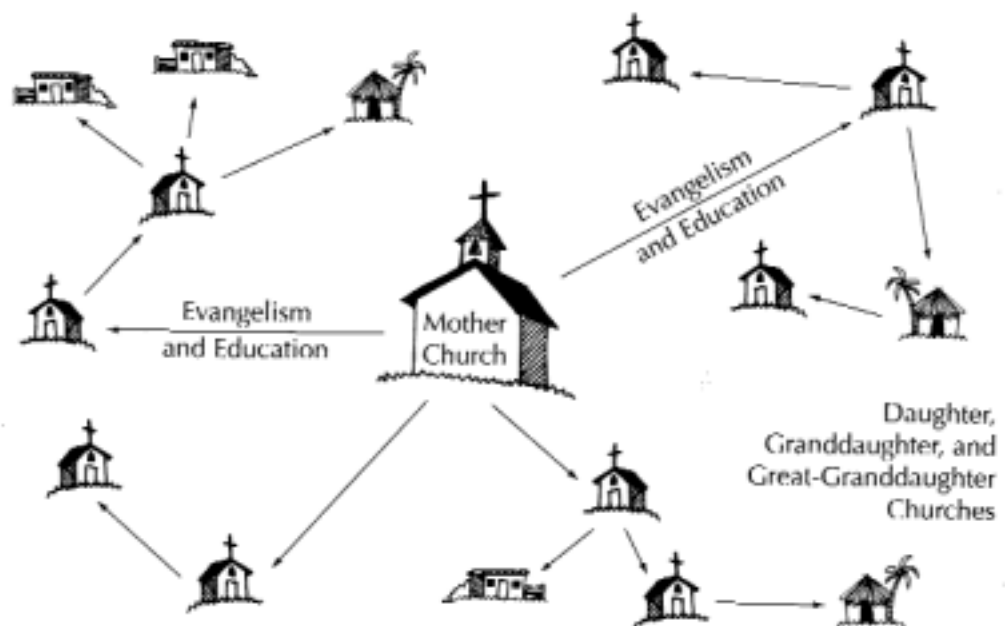 Evangelism
and Education
Evangelism
and Education
Mother
Church
Daughter,
Granddaughter, and
Great-Granddaughter
Churches